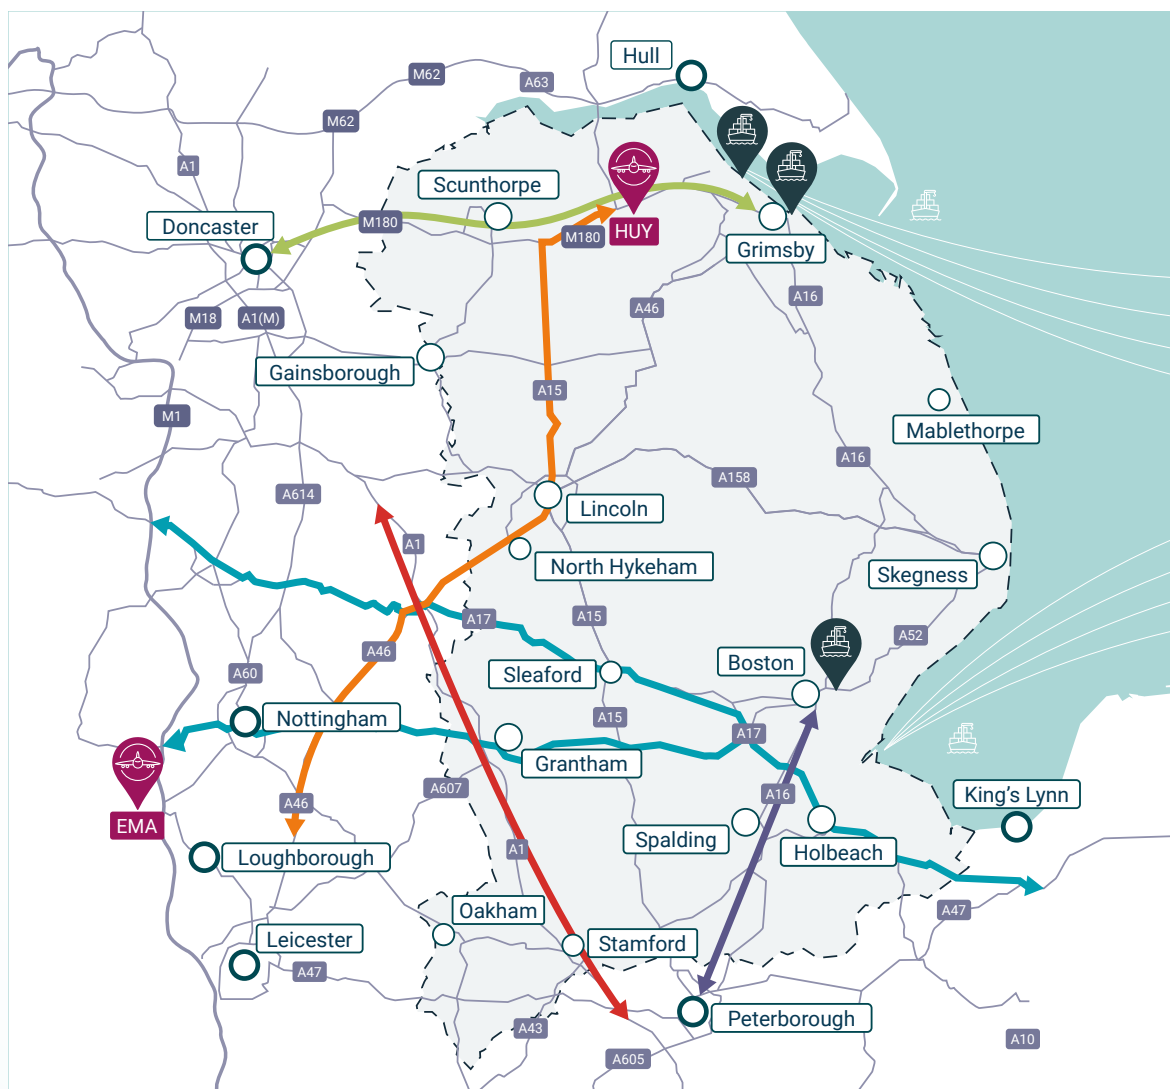 Hull
M62
A63
M62
A1
Scunthorpe
M180
Doncaster
HUY
M180
Grimsby
A16
A46
M18
A1(M)
Gainsborough
A15
M1
Mablethorpe
A16
A158
A614
Lincoln
A1
North Hykeham
Skegness
A17
A15
A52
A46
Sleaford
Boston
A60
Nottingham
A15
A17
Grantham
A607
A16
A46
King's Lynn
EMA
Spalding
Holbeach
Loughborough
A1
Oakham
A47
Leicester
Stamford
A47
Peterborough
A43
A10
A605